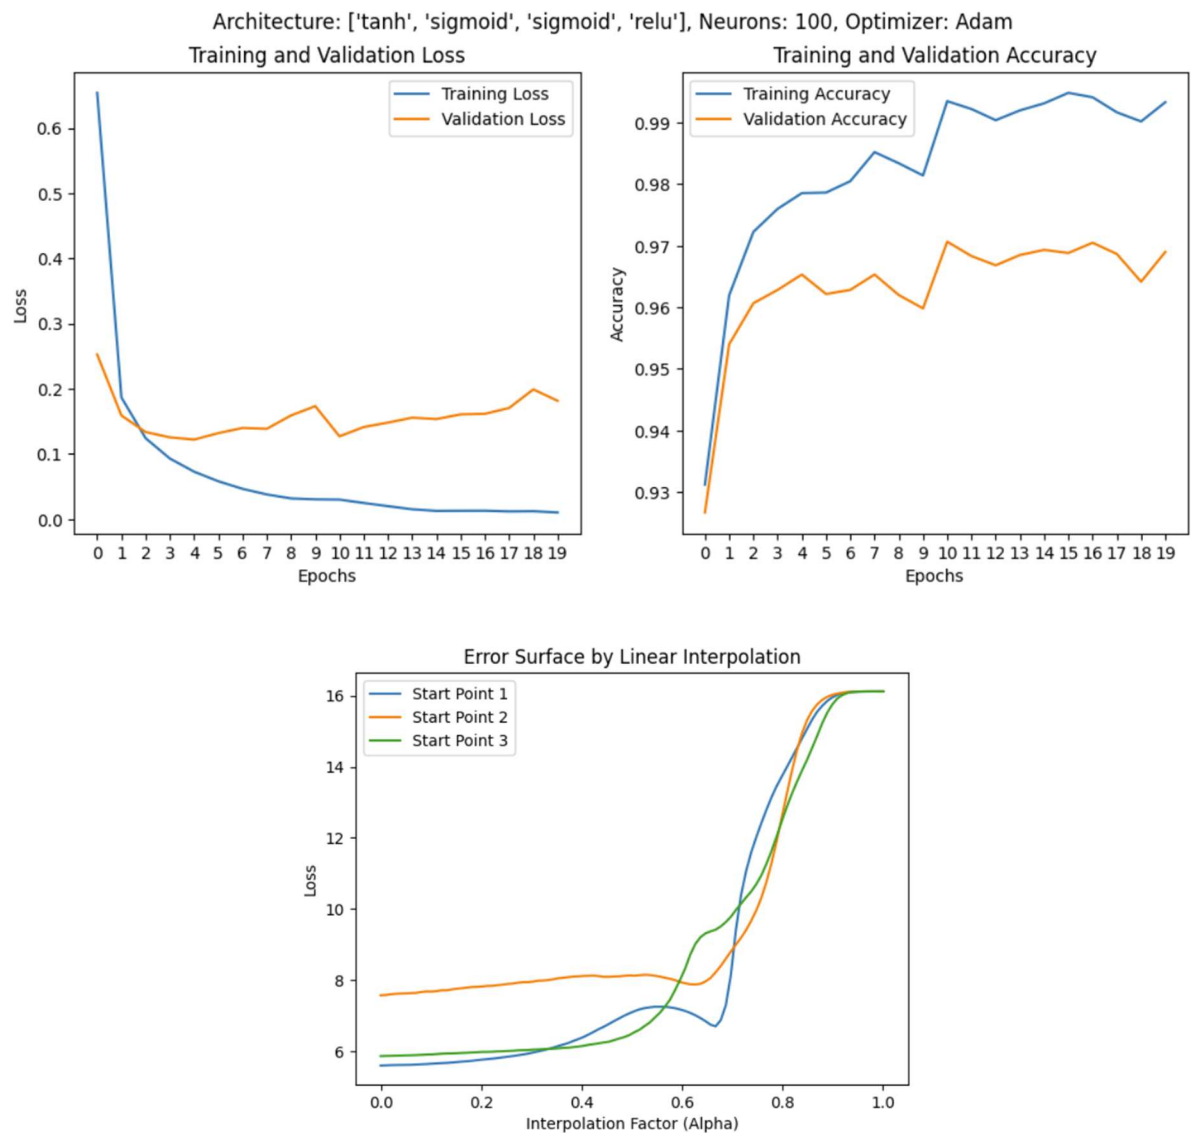 Architecture: ['tanh', 'sigmoid', 'sigmoid', 'relu'], Neurons: 100, Optimizer: Adam
Training and Validation Loss
Training Loss
Validation Loss
0.6
0.5
0.4
0.3
0.2
0.1
0.0
Loss
0 1 2 3 4 5 6 7 8 9 10 11 12 13 14 15 16 17 18 19
Epochs
Training and Validation Accuracy
Training Accuracy
Validation Accuracy
0.99
0.98
0.97
0.96
0.95
0.94
0.93
Accuracy
0 1 2 3 4 5 6 7 8 9 10 11 12 13 14 15 16 17 18 19
Epochs
Error Surface by Linear Interpolation
Start Point 1
Start Point 2
Start Point 3
16
14
12
10
8
6
Loss
0.0 0.2 0.4 0.6 0.8 1.0
Interpolation Factor (Alpha)